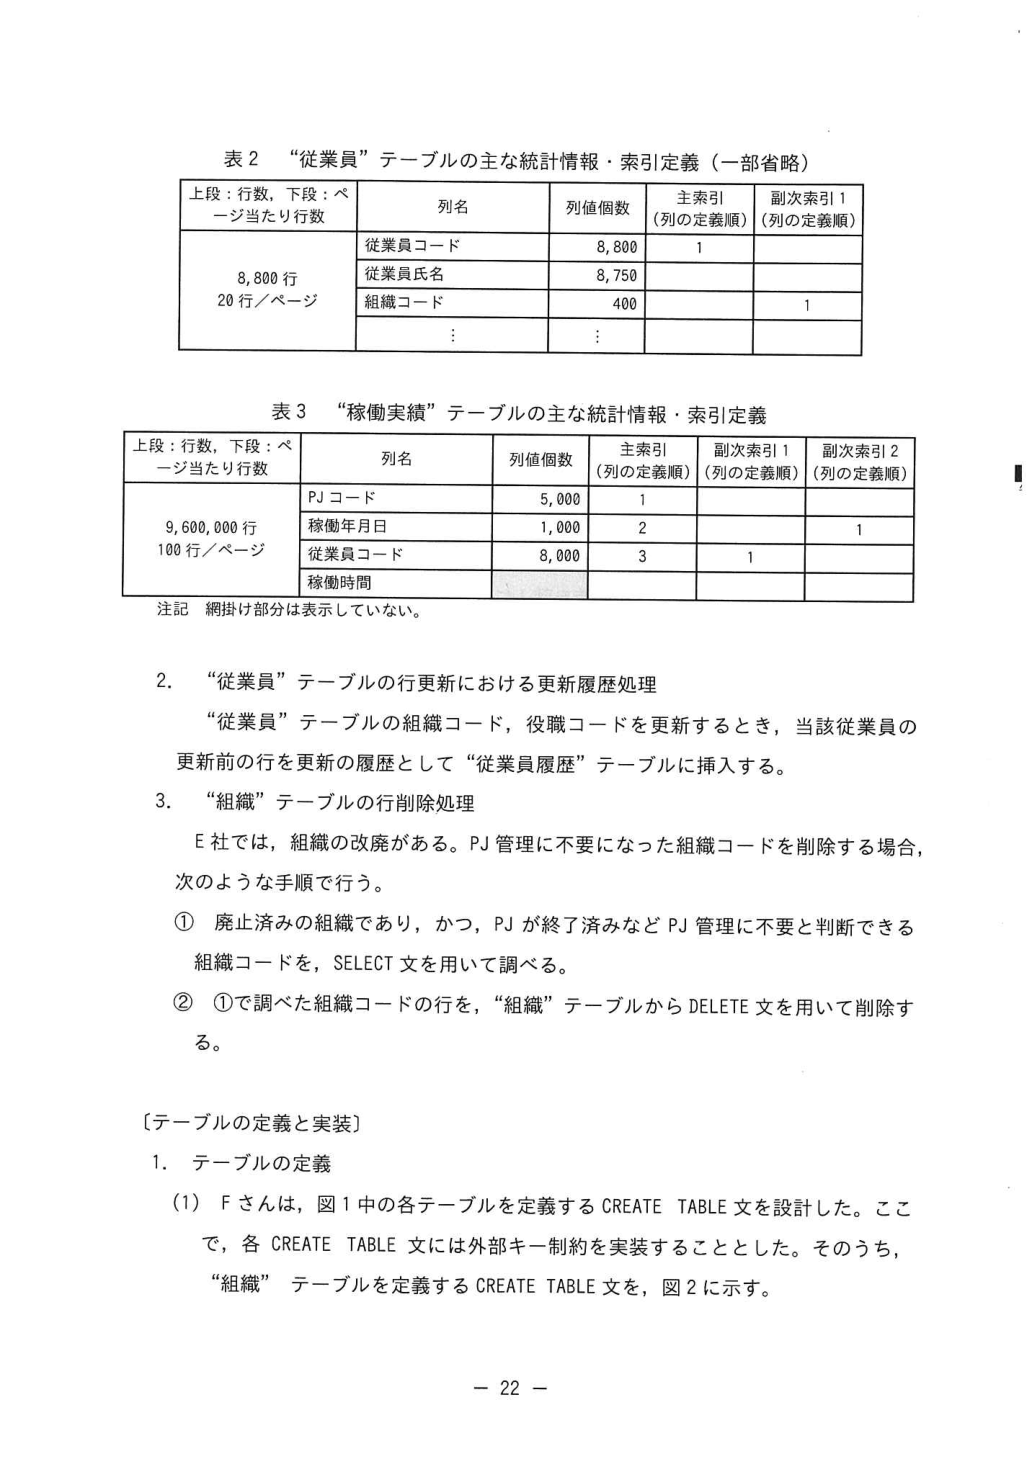 表2　“従業員”テーブルの主な統計情報・索引定義（一部省略）
上段：行数，下段：ページ当たり行数　列名　列値個数　主索引（列の定義順）　副次索引1（列の定義順）
8,800行
20行／ページ
従業員コード　8,800　1
従業員氏名　8,750
組織コード　400　1
⋮　⋮
表3　“稼働実績”テーブルの主な統計情報・索引定義
上段：行数，下段：ページ当たり行数　列名　列値個数　主索引（列の定義順）　副次索引1（列の定義順）　副次索引2（列の定義順）
9,600,000行
100行／ページ
PJコード　5,000　1
稼働年月日　1,000　2　1
従業員コード　8,000　3　1
稼働時間
注記　網掛け部分は表示していない。
2.　“従業員”テーブルの行更新における更新履歴処理
“従業員”テーブルの組織コード，役職コードを更新するとき，当該従業員の
更新前の行を更新の履歴として“従業員履歴”テーブルに挿入する。
3.　“組織”テーブルの行削除処理
E社では，組織の改廃がある。PJ管理に不要になった組織コードを削除する場合，
次のような手順で行う。
①　廃止済みの組織であり，かつ，PJが終了済みなどPJ管理に不要と判断できる
組織コードを，SELECT文を用いて調べる。
②　①で調べた組織コードの行を，“組織”テーブルからDELETE文を用いて削除す
る。
〔テーブルの定義と実装〕
1.　テーブルの定義
(1)　Fさんは，図1中の各テーブルを定義するCREATE TABLE文を設計した。ここ
で，各CREATE TABLE文には外部キー制約を実装することとした。そのうち，
“組織”テーブルを定義するCREATE TABLE文を，図2に示す。
－ 22 －